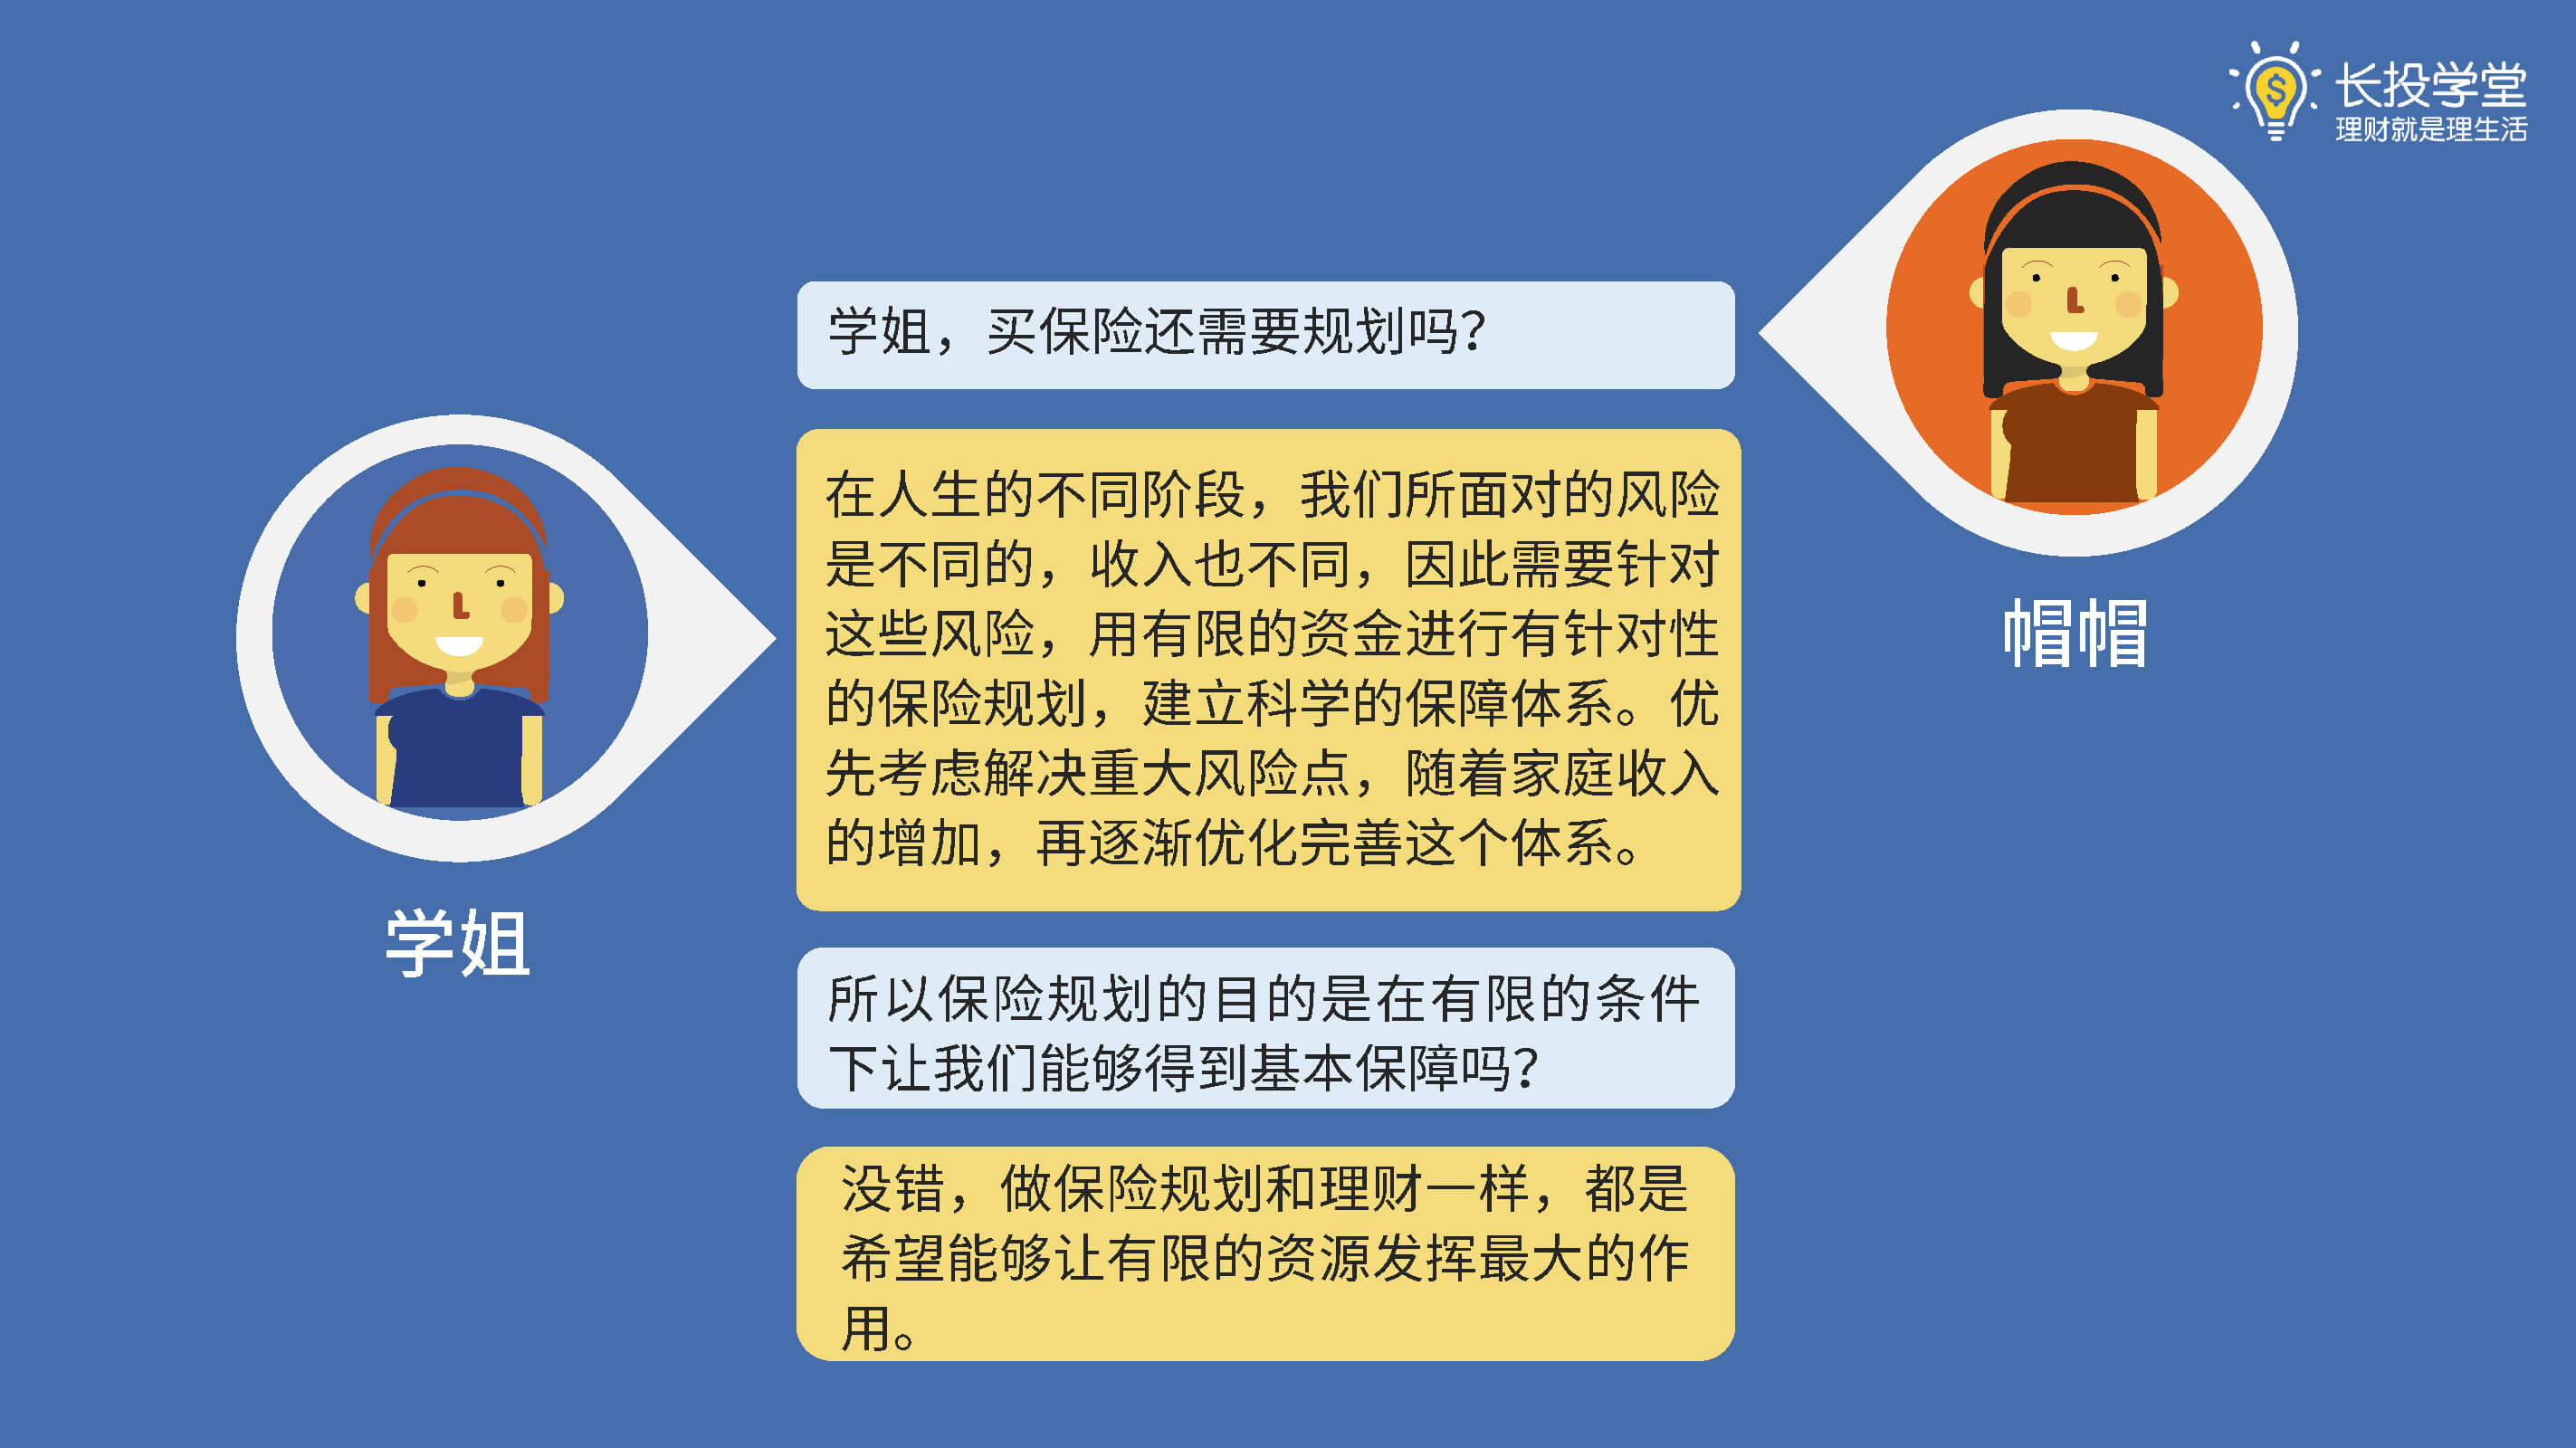 长投学堂
理财就是理生活
学姐，买保险还需要规划吗？
在人生的不同阶段，我们所面对的风险
是不同的，收入也不同，因此需要针对
这些风险，用有限的资金进行有针对性
的保险规划，建立科学的保障体系。优
先考虑解决重大风险点，随着家庭收入
的增加，再逐渐优化完善这个体系。
帽帽
学姐
所以保险规划的目的是在有限的条件
下让我们能够得到基本保障吗？
没错，做保险规划和理财一样，都是
希望能够让有限的资源发挥最大的作
用。